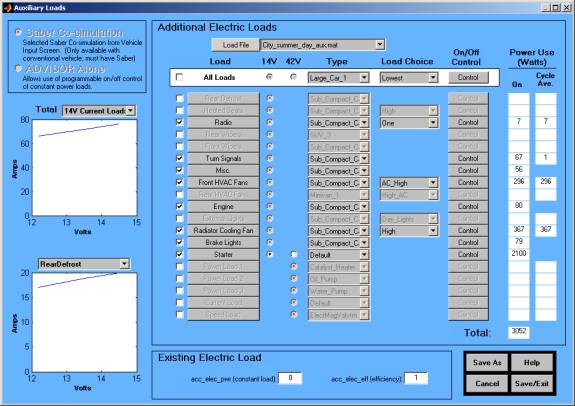 Auxiliary Loads
Saber Co-simulation
Selected Saber Co-simulation from Vehicle
Input Screen. (Only available with
conventional vehicle, must have Saber)
ADVISOR Alone
Allows use of programmable on/off control
of constant power loads.
Total 14V Current Loads
80
60
40
20
0
Amps
12 13 14 15
Volts
RearDefrost
20
15
10
5
0
Amps
12 13 14 15
Volts
Additional Electric Loads
Load File City_summer_day_aux.mat
Load 14V 42V Type Load Choice On/Off Control Power Use (Watts)
On Cycle Ave.
All Loads Large_Car_1 Lowest Control
Rear Defrost Sub_Compact_C Control
Heated Seats Sub_Compact_C High Control
Radio Sub_Compact_C One Control 7 7
Rear Wipers SUV_3 Control
Front Wipers Sub_Compact_C Control
Turn Signals Sub_Compact_C Control 67 1
Misc. Sub_Compact_C Control 56
Front HVAC Fans Sub_Compact_C AC_High Control 296 296
Rear HVAC Fans Minivan_1 High_AC Control
Engine Sub_Compact_C Control 80
External Lights Sub_Compact_C Day_Lights Control
Radiator Cooling Fan Sub_Compact_C High Control 367 367
Brake Lights Sub_Compact_C Control 79
Starter Default Control 2100
Power Load 1 Catalyst_Heater Control
Power Load 2 Oil_Pump Control
Power Load 3 Water_Pump Control
Current Load Default Control
Speed Load ElectMagValvtrn Control
Total: 3052
Existing Electric Load
acc_elec_pwr (constant load): 0 acc_elec_eff (efficiency): 1
Save As Help
Cancel Save/Exit